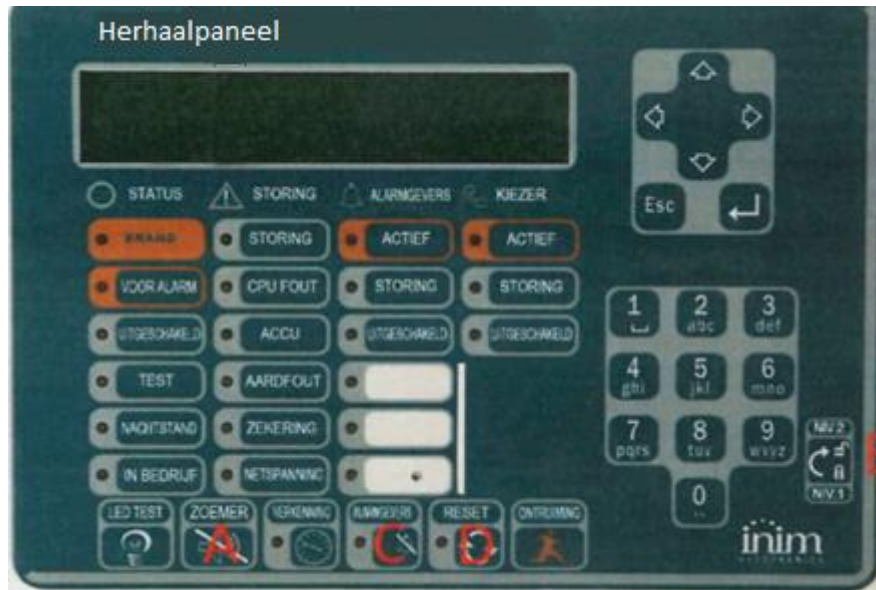 Herhaalpaneel
STATUS STORING ALARMGEVERS KIEZER
BRAND STORING ACTIEF ACTIEF
VOOR ALARM CPU FOUT STORING STORING
UITGESCHAKELD ACCU UITGESCHAKELD UITGESCHAKELD
TEST AARDFOUT
NACHTSTAND ZEKERING
IN BEDRIJF NETSPANNING
LED TEST ZOEMER VERKENNING ALARMGEVERS RESET ONTRUIMING
A C D
Esc
1 2 3
abc def
4 5 6
ghi jkl mno
7 8 9
pqrs tuv wxyz
0
NIV.2
NIV.1
inim
ELECTRONICS